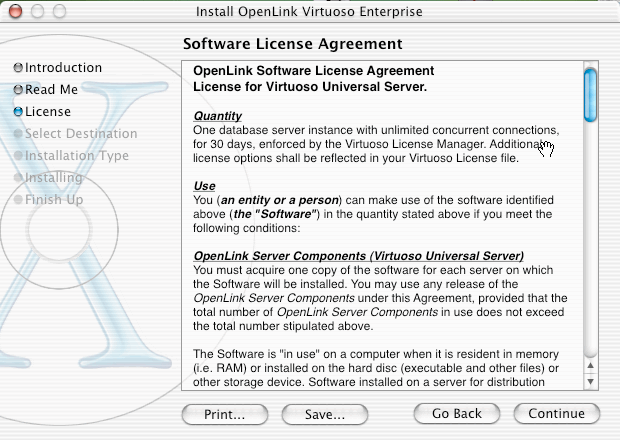 Install OpenLink Virtuoso Enterprise
Software License Agreement
Introduction
Read Me
License
Select Destination
Installation Type
Installing
Finish Up
OpenLink Software License Agreement
License for Virtuoso Universal Server.
Quantity
One database server instance with unlimited concurrent connections,
for 30 days, enforced by the Virtuoso License Manager. Additional
license options shall be reflected in your Virtuoso License file.
Use
You (an entity or a person) can make use of the software identified
above (the "Software") in the quantity stated above if you meet the
following conditions:
OpenLink Server Components (Virtuoso Universal Server)
You must acquire one copy of the software for each server on which
the Software will be installed. You may use any release of the
OpenLink Server Components under this Agreement, provided that the
total number of OpenLink Server Components in use does not exceed
the total number stipulated above.
The Software is "in use" on a computer when it is resident in memory
(i.e. RAM) or installed on the hard disc (executable and other files) or
other storage device. Software installed on a server for distribution
Print...
Save...
Go Back
Continue